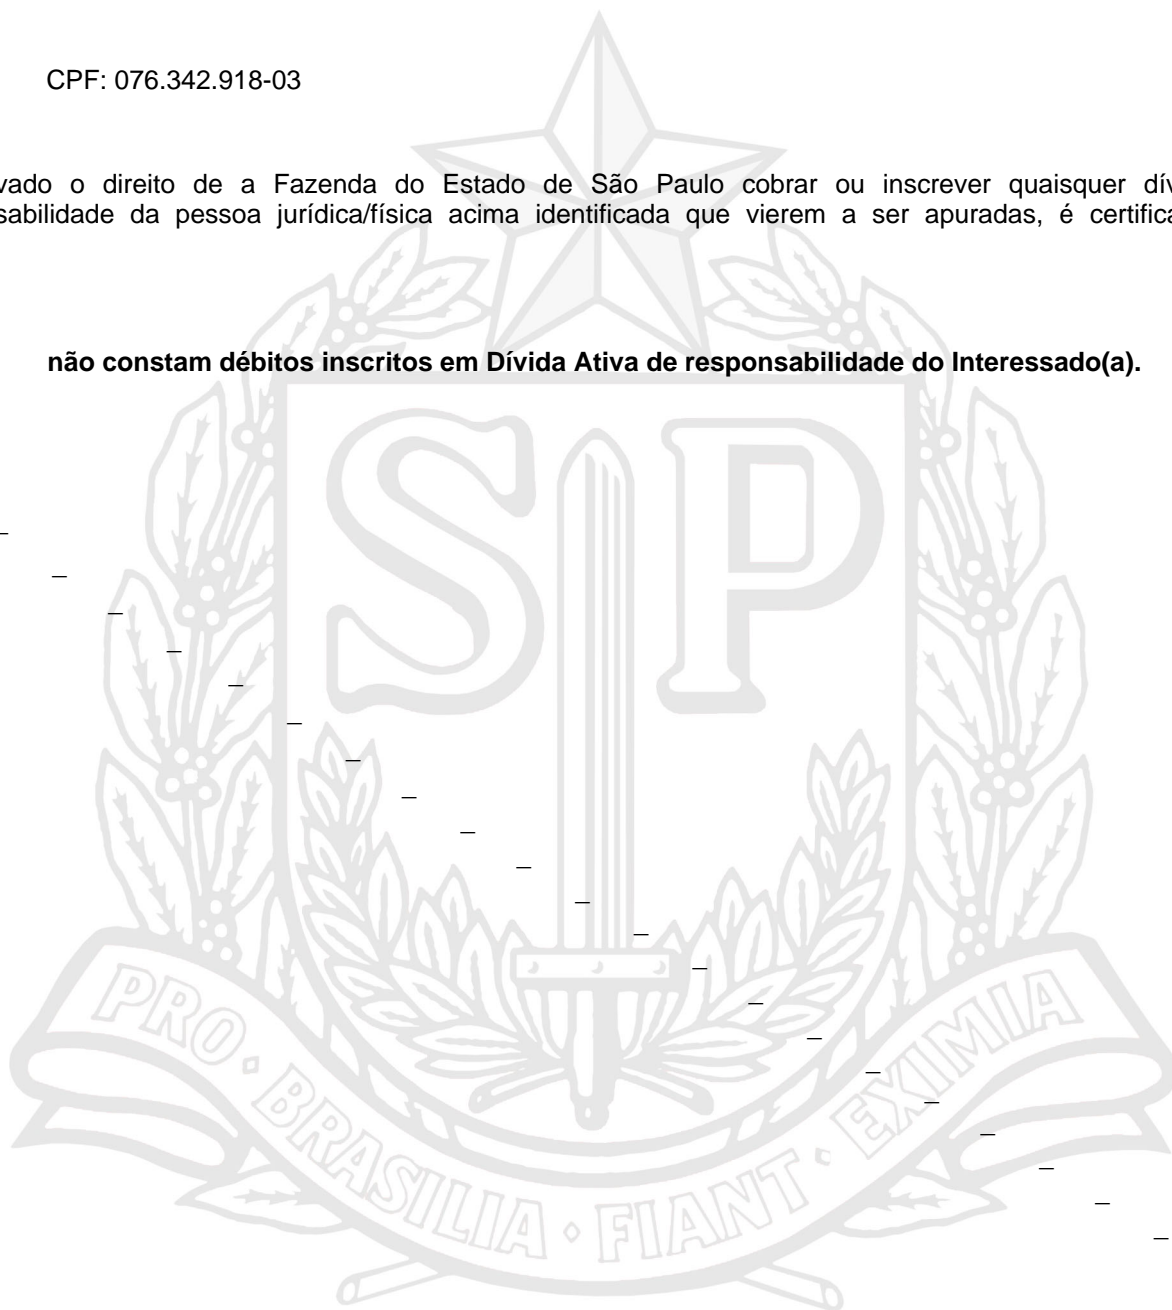 CPF: 076.342.918-03
vado o direito de a Fazenda do Estado de São Paulo cobrar ou inscrever quaisquer dív
sabilidade da pessoa jurídica/física acima identificada que vierem a ser apuradas, é certifica
não constam débitos inscritos em Dívida Ativa de responsabilidade do Interessado(a).
SP
PRO · BRASILIA · FIANT · EXIMIA